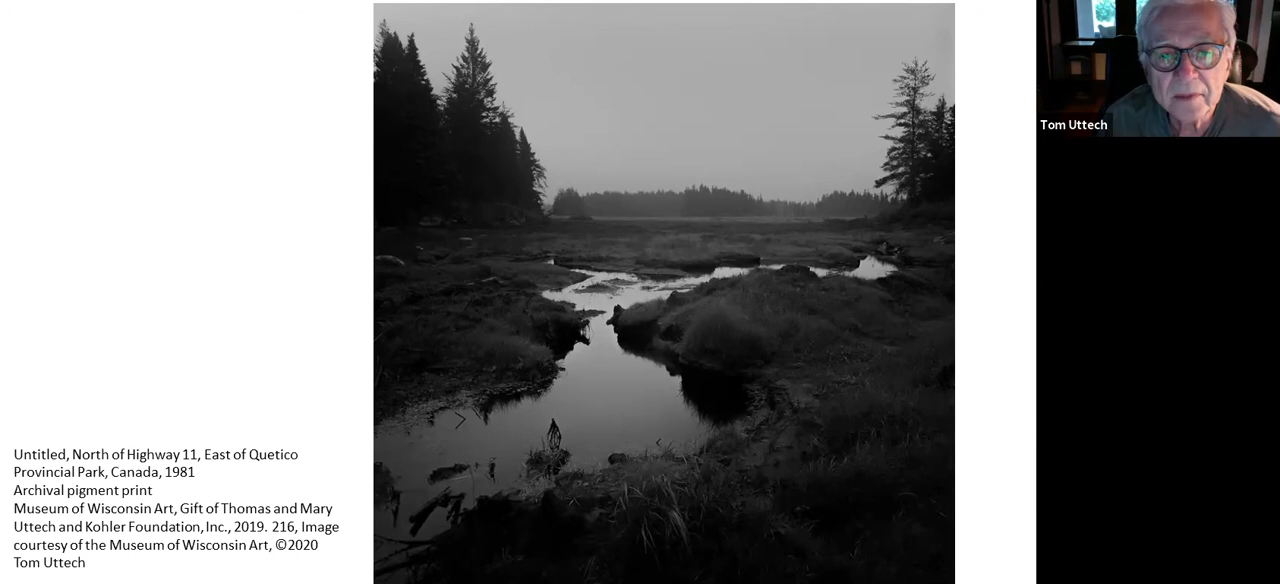 Tom Uttech
Untitled, North of Highway 11, East of Quetico
Provincial Park, Canada, 1981
Archival pigment print
Museum of Wisconsin Art, Gift of Thomas and Mary
Uttech and Kohler Foundation, Inc., 2019. 216, Image
courtesy of the Museum of Wisconsin Art, ©2020
Tom Uttech